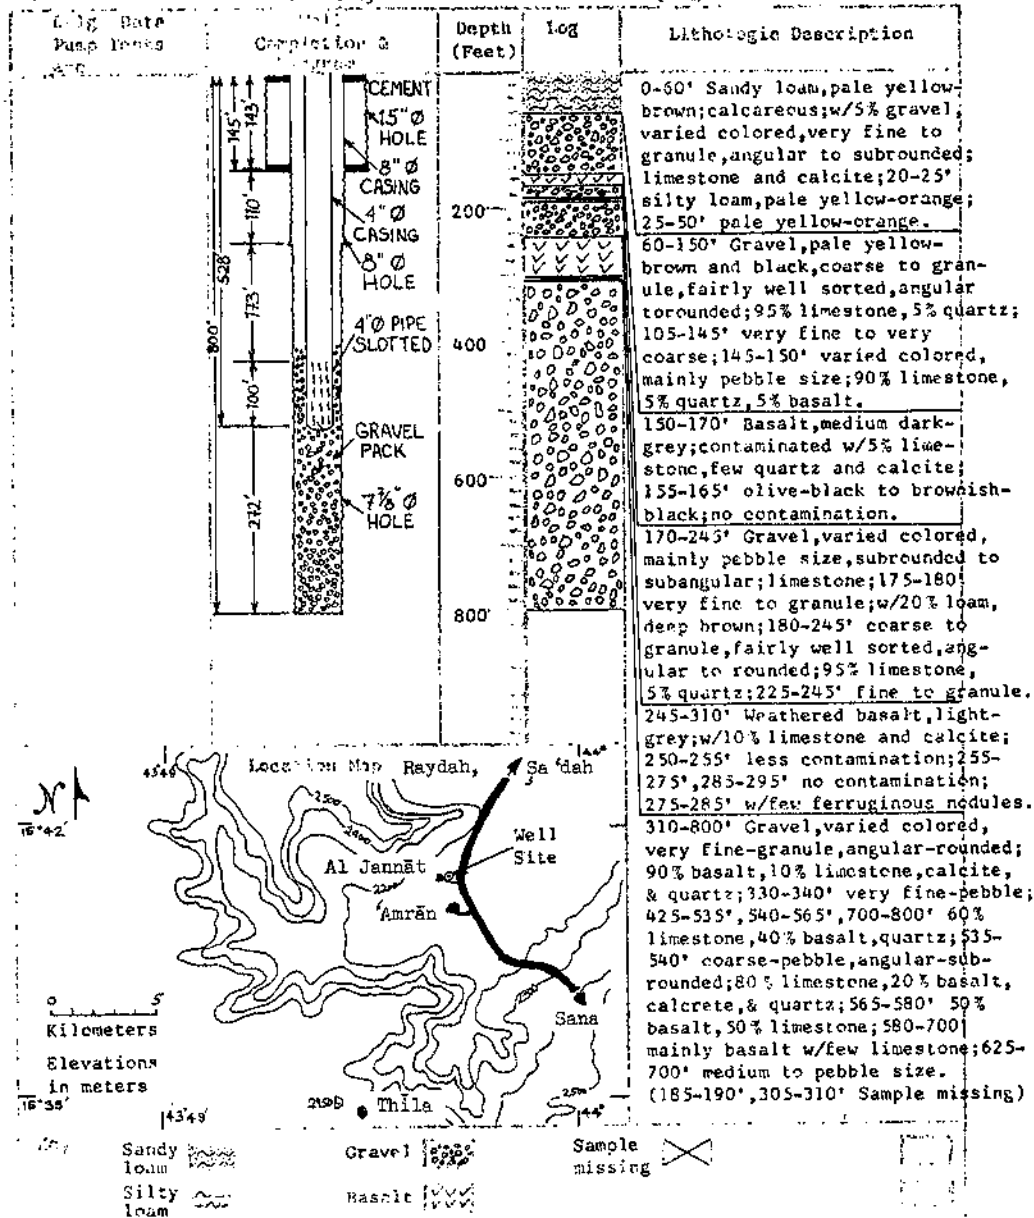 Pump Tests
Completion &
Depth
(Feet)
Log
Lithologic Description
CEMENT
15" Ø
HOLE
8" Ø
CASING
4" Ø
CASING
8" Ø
HOLE
4"Ø PIPE
SLOTTED
GRAVEL
PACK
7⅞" Ø
HOLE
145'
143'
110'
528'
173'
800'
100'
272'
200
400
600
800'
0-60' Sandy loam,pale yellow-
brown;calcareous;w/5% gravel,
varied colored,very fine to
granule,angular to subrounded;
limestone and calcite;20-25'
silty loam,pale yellow-orange;
25-50' pale yellow-orange.
60-150' Gravel,pale yellow-
brown and black,coarse to gran-
ule,fairly well sorted,angular
torounded;95% limestone,5% quartz;
105-145' very fine to very
coarse;145-150' varied colored,
mainly pebble size;90% limestone,
5% quartz,5% basalt.
150-170' Basalt,medium dark-
grey;contaminated w/5% lime-
stone,few quartz and calcite;
155-165' olive-black to brownish-
black;no contamination.
170-245' Gravel,varied colored,
mainly pebble size,subrounded to
subangular;limestone;175-180'
very fine to granule;w/20% loam,
deep brown;180-245' coarse to
granule,fairly well sorted,ang-
ular to rounded;95% limestone,
5% quartz;225-245' fine to granule.
245-310' Weathered basalt,light-
grey;w/10% limestone and calcite;
250-255' less contamination;255-
275',285-295' no contamination;
275-285' w/few ferruginous nodules.
310-800' Gravel,varied colored,
very fine-granule,angular-rounded;
90% basalt,10% limestone,calcite,
& quartz;330-340' very fine-pebble;
425-535',540-565',700-800' 60%
limestone,40% basalt,quartz;535-
540' coarse-pebble,angular-sub-
rounded;80% limestone,20% basalt,
calcrete,& quartz;565-580' 50%
basalt,50% limestone;580-700'
mainly basalt w/few limestone;625-
700' medium to pebble size.
(185-190',305-310' Sample missing)
Location Map Raydah, Sa'dah
44°
N
2500
2400
Well
Site
Al Jannāt
2200
'Amrān
0 5
Kilometers
Sana
Elevations
in meters
Thila
2500
43°49'
44°
Sandy
loam
Gravel
Sample
missing
Silty
loam
Basalt